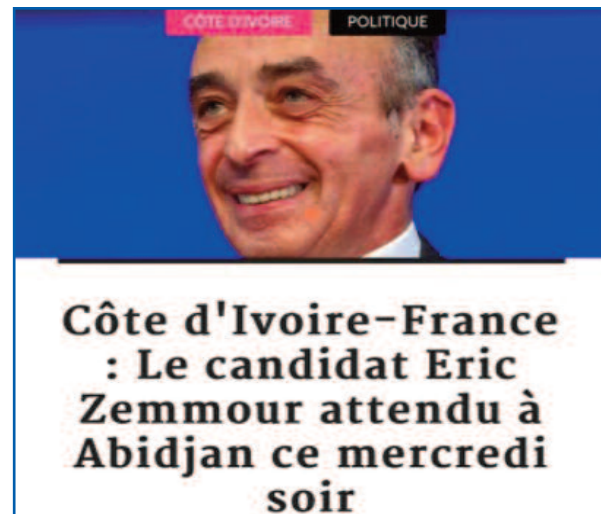 CÔTE D'IVOIRE POLITIQUE
Côte d'Ivoire-France
: Le candidat Eric
Zemmour attendu à
Abidjan ce mercredi
soir